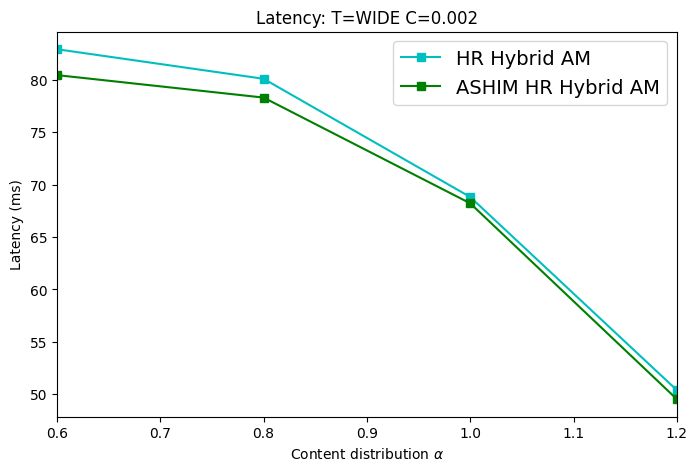 Latency: T=WIDE C=0.002
HR Hybrid AM
ASHIM HR Hybrid AM
Latency (ms)
80
75
70
65
60
55
50
0.6
0.7
0.8
0.9
1.0
1.1
1.2
Content distribution α